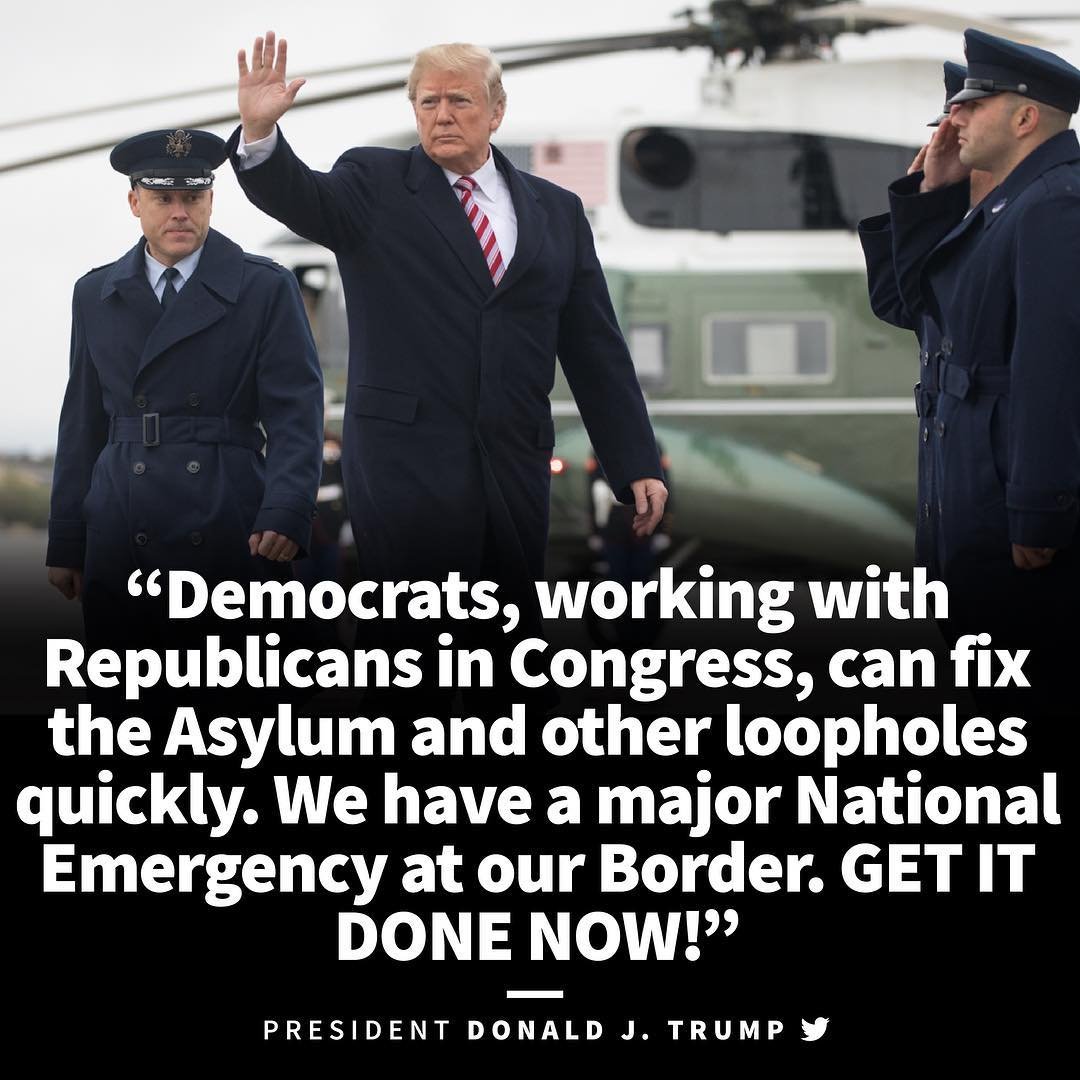 “Democrats, working with
Republicans in Congress, can fix
the Asylum and other loopholes
quickly. We have a major National
Emergency at our Border. GET IT
DONE NOW!”
PRESIDENT DONALD J. TRUMP